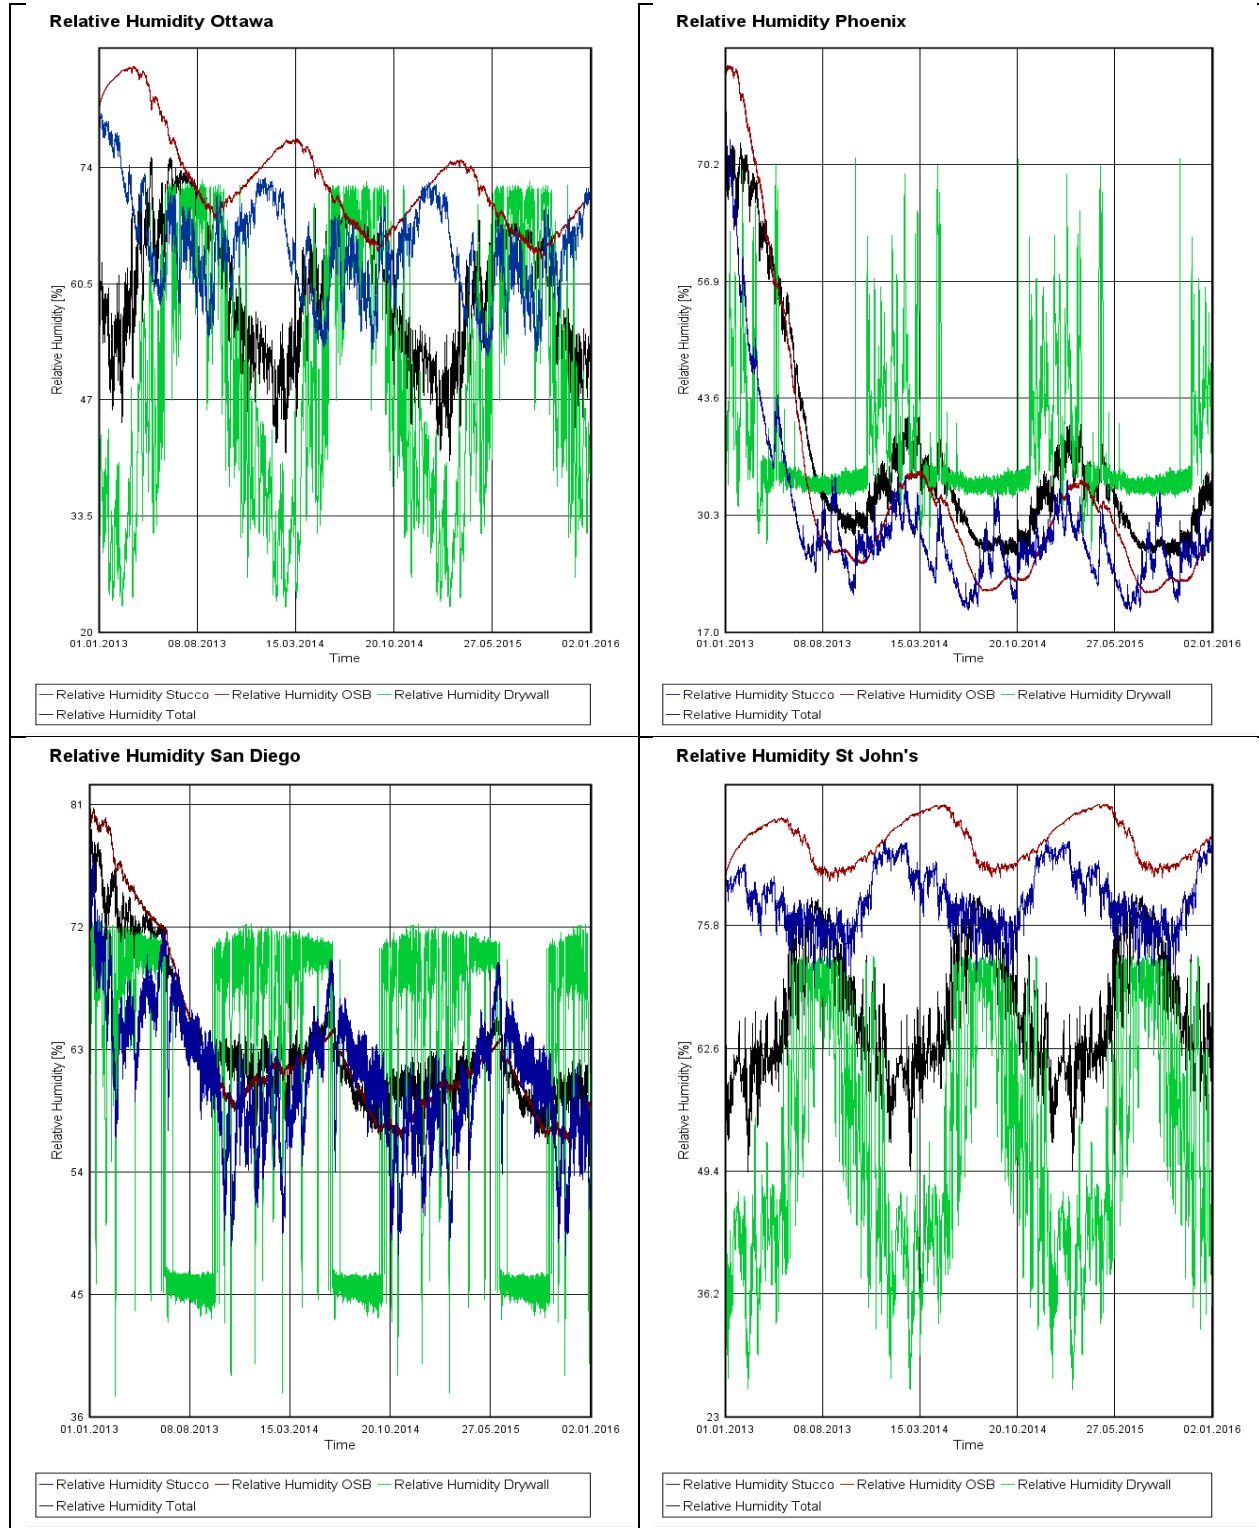 Relative Humidity Ottawa
Relative Humidity [%]
74
60.5
47
33.5
20
01.01.2013 08.08.2013 15.03.2014 20.10.2014 27.05.2015 02.01.2016
Time
Relative Humidity Stucco Relative Humidity OSB Relative Humidity Drywall
Relative Humidity Total
Relative Humidity Phoenix
Relative Humidity [%]
70.2
56.9
43.6
30.3
17.0
01.01.2013 08.08.2013 15.03.2014 20.10.2014 27.05.2015 02.01.2016
Time
Relative Humidity Stucco Relative Humidity OSB Relative Humidity Drywall
Relative Humidity Total
Relative Humidity San Diego
Relative Humidity [%]
81
72
63
54
45
36
01.01.2013 08.08.2013 15.03.2014 20.10.2014 27.05.2015 02.01.2016
Time
Relative Humidity Stucco Relative Humidity OSB Relative Humidity Drywall
Relative Humidity Total
Relative Humidity St John's
Relative Humidity [%]
75.8
62.6
49.4
36.2
23
01.01.2013 08.08.2013 15.03.2014 20.10.2014 27.05.2015 02.01.2016
Time
Relative Humidity Stucco Relative Humidity OSB Relative Humidity Drywall
Relative Humidity Total